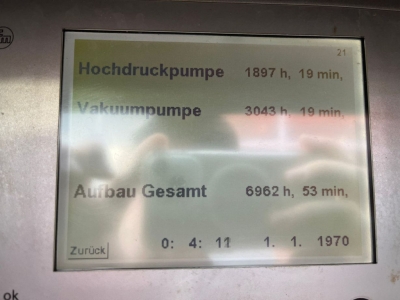 21
Hochdruckpumpe 1897 h, 19 min,
Vakuumpumpe 3043 h, 19 min,
Aufbau Gesamt 6962 h, 53 min,
Zurück 0: 4: 11 1. 1. 1970
ok